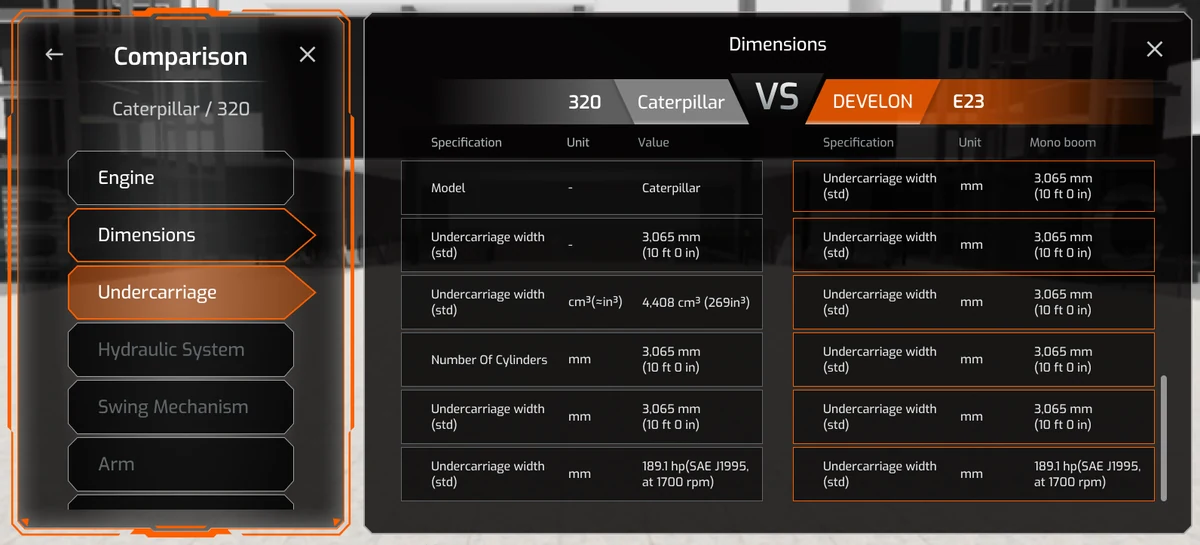 Comparison
Caterpillar / 320
Engine
Dimensions
Undercarriage
Hydraulic System
Swing Mechanism
Arm
Dimensions
320 Caterpillar VS DEVELON E23
Specification Unit Value
Model - Caterpillar
Undercarriage width (std) - 3,065 mm (10 ft 0 in)
Undercarriage width (std) cm³(=in³) 4,408 cm³ (269in³)
Number Of Cylinders mm 3,065 mm (10 ft 0 in)
Undercarriage width (std) mm 3,065 mm (10 ft 0 in)
Undercarriage width (std) mm 189.1 hp(SAE J1995, at 1700 rpm)
Specification Unit Mono boom
Undercarriage width (std) mm 3,065 mm (10 ft 0 in)
Undercarriage width (std) mm 3,065 mm (10 ft 0 in)
Undercarriage width (std) mm 3,065 mm (10 ft 0 in)
Undercarriage width (std) mm 3,065 mm (10 ft 0 in)
Undercarriage width (std) mm 3,065 mm (10 ft 0 in)
Undercarriage width (std) mm 189.1 hp(SAE J1995, at 1700 rpm)